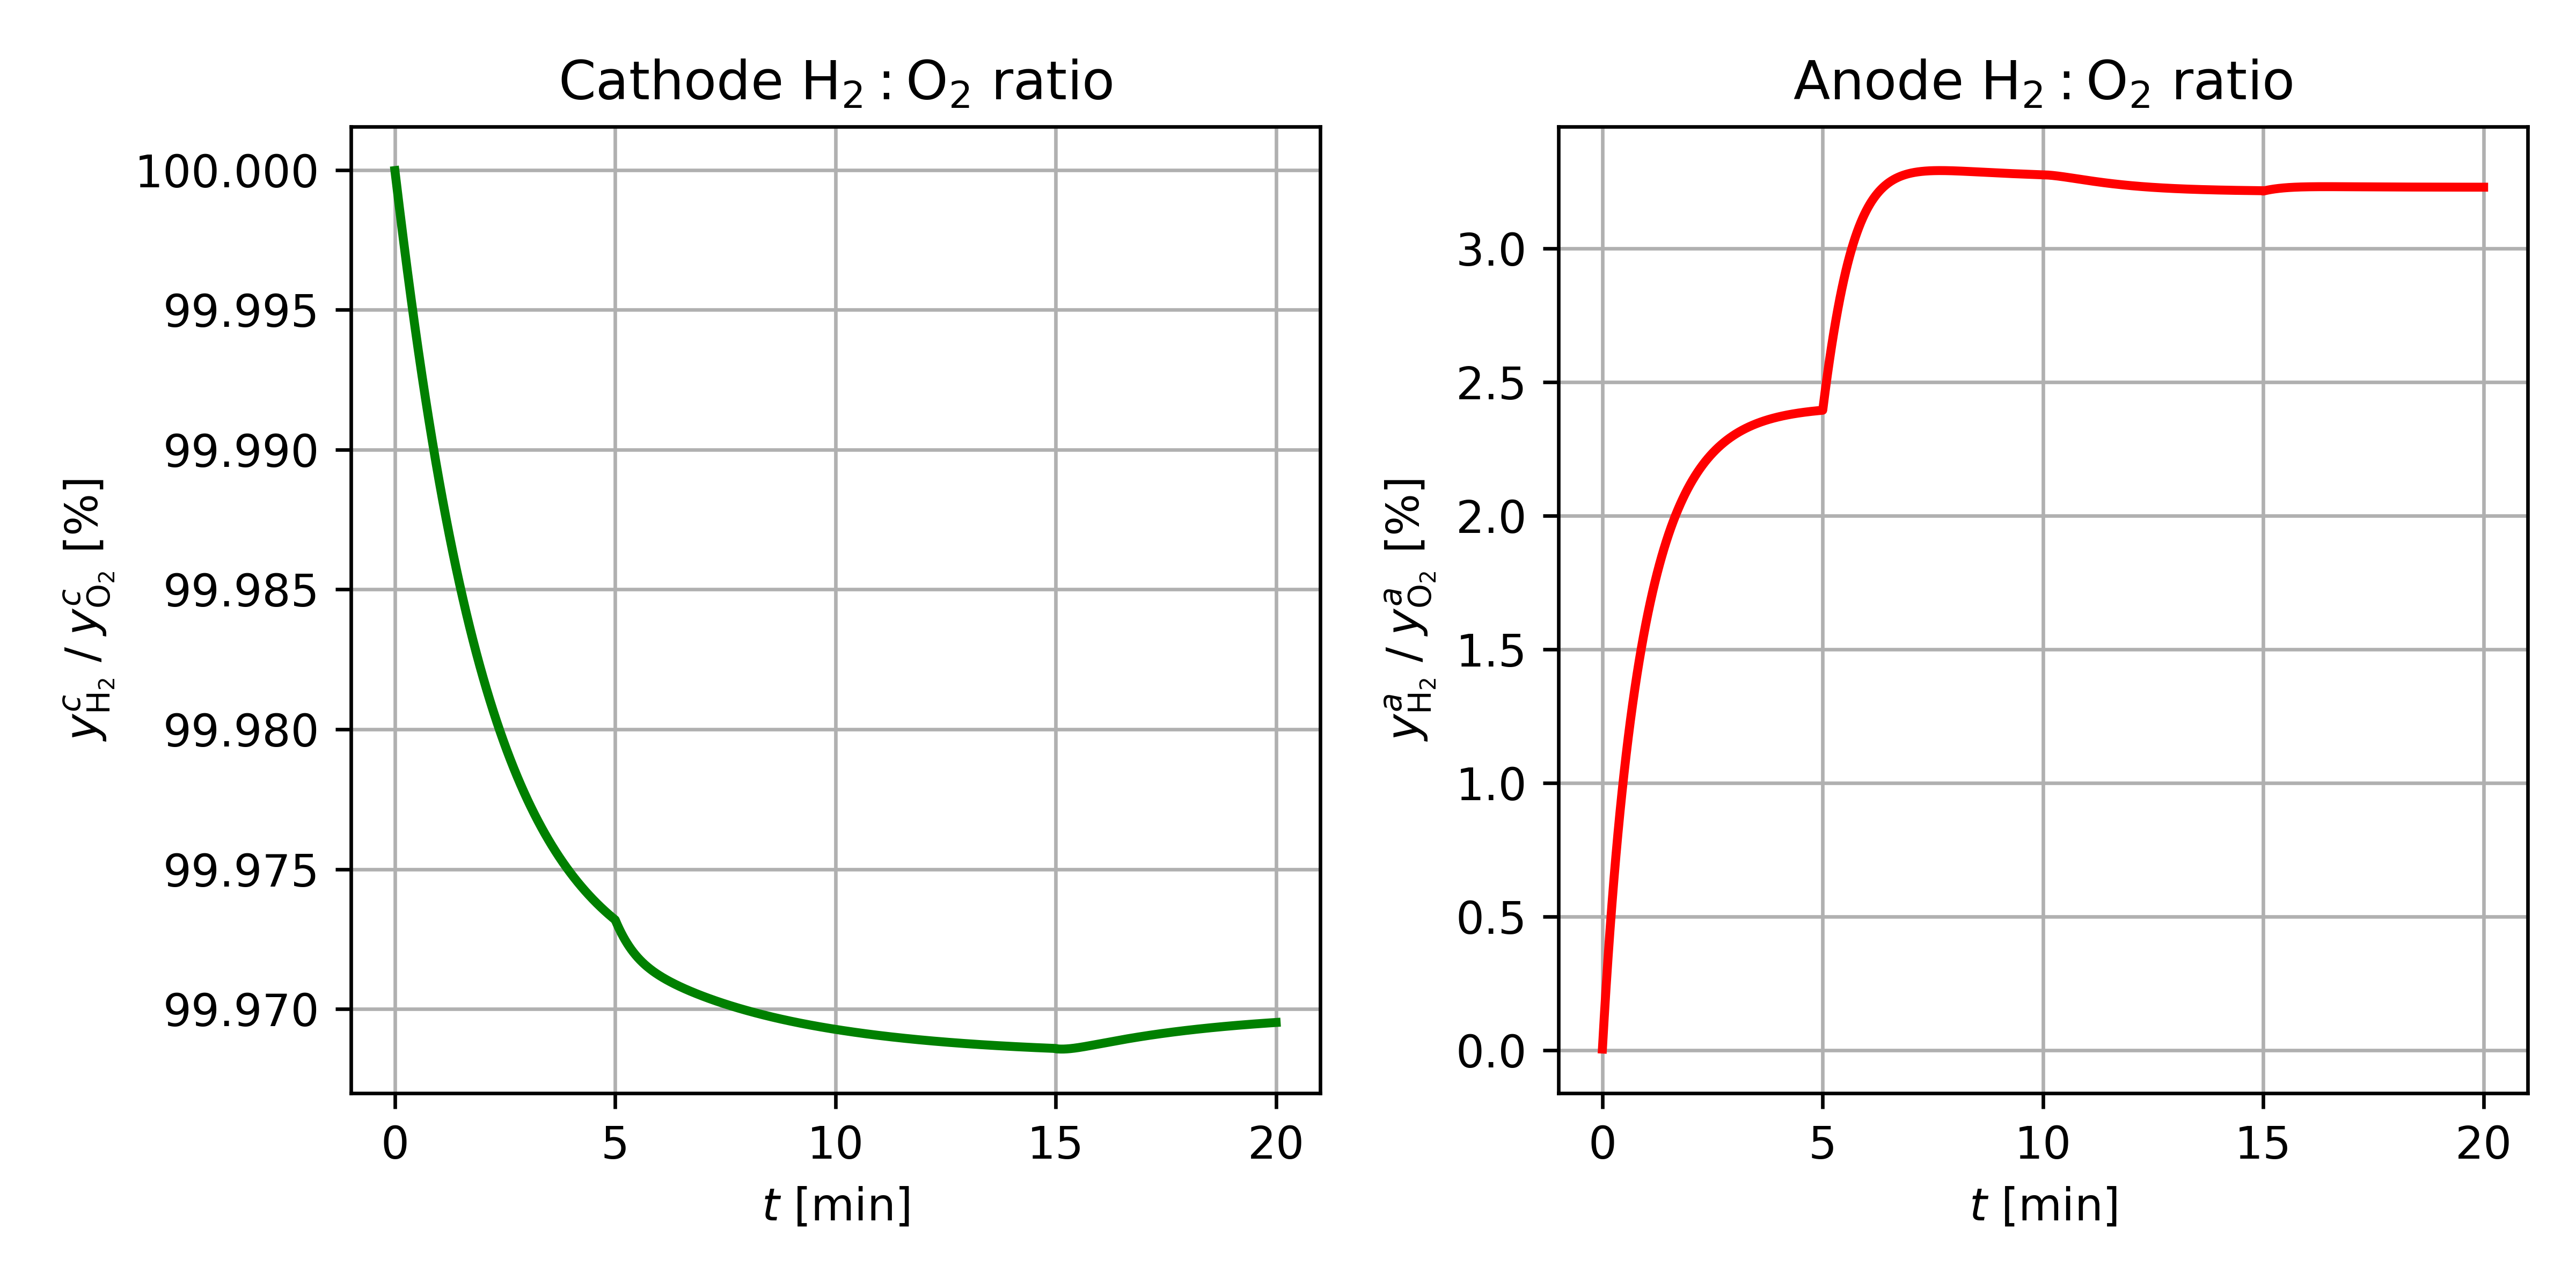 Cathode H₂ : O₂ ratio
100.000
99.995
99.990
99.985
99.980
99.975
99.970
y^c_H₂ / y^c_O₂ [%]
0 5 10 15 20
t [min]
Anode H₂ : O₂ ratio
3.0
2.5
2.0
1.5
1.0
0.5
0.0
y^a_H₂ / y^a_O₂ [%]
0 5 10 15 20
t [min]